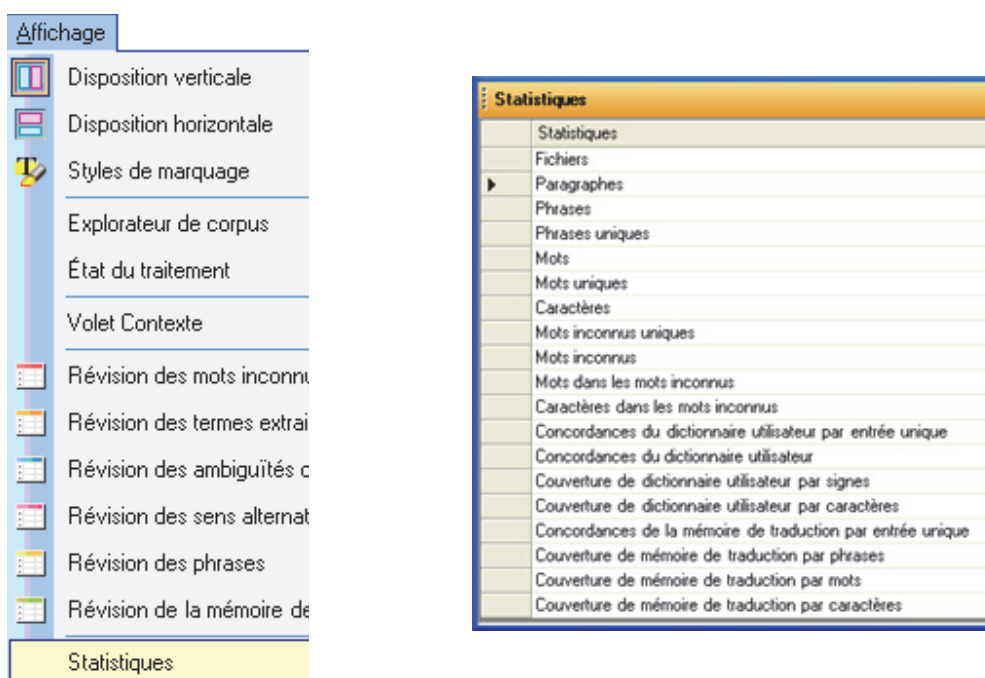 Affichage
Disposition verticale
Disposition horizontale
Styles de marquage
Explorateur de corpus
État du traitement
Volet Contexte
Révision des mots inconnu
Révision des termes extrai
Révision des ambiguïtés
Révision des sens alternat
Révision des phrases
Révision de la mémoire de
Statistiques
Statistiques
Statistiques
Fichiers
Paragraphes
Phrases
Phrases uniques
Mots
Mots uniques
Caractères
Mots inconnus uniques
Mots inconnus
Mots dans les mots inconnus
Caractères dans les mots inconnus
Concordances du dictionnaire utilisateur par entrée unique
Concordances du dictionnaire utilisateur
Couverture de dictionnaire utilisateur par signes
Couverture de dictionnaire utilisateur par caractères
Concordances de la mémoire de traduction par entrée unique
Couverture de mémoire de traduction par phrases
Couverture de mémoire de traduction par mots
Couverture de mémoire de traduction par caractères